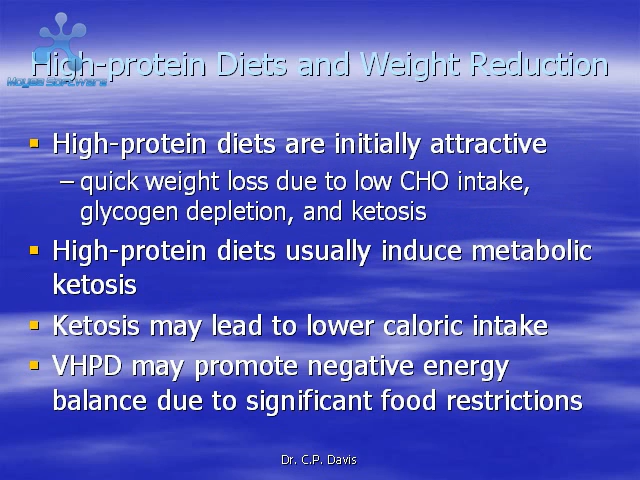 High-protein Diets and Weight Reduction
Moyea Software
▪ High-protein diets are initially attractive
– quick weight loss due to low CHO intake,
glycogen depletion, and ketosis
▪ High-protein diets usually induce metabolic
ketosis
▪ Ketosis may lead to lower caloric intake
▪ VHPD may promote negative energy
balance due to significant food restrictions
Dr. C.P. Davis